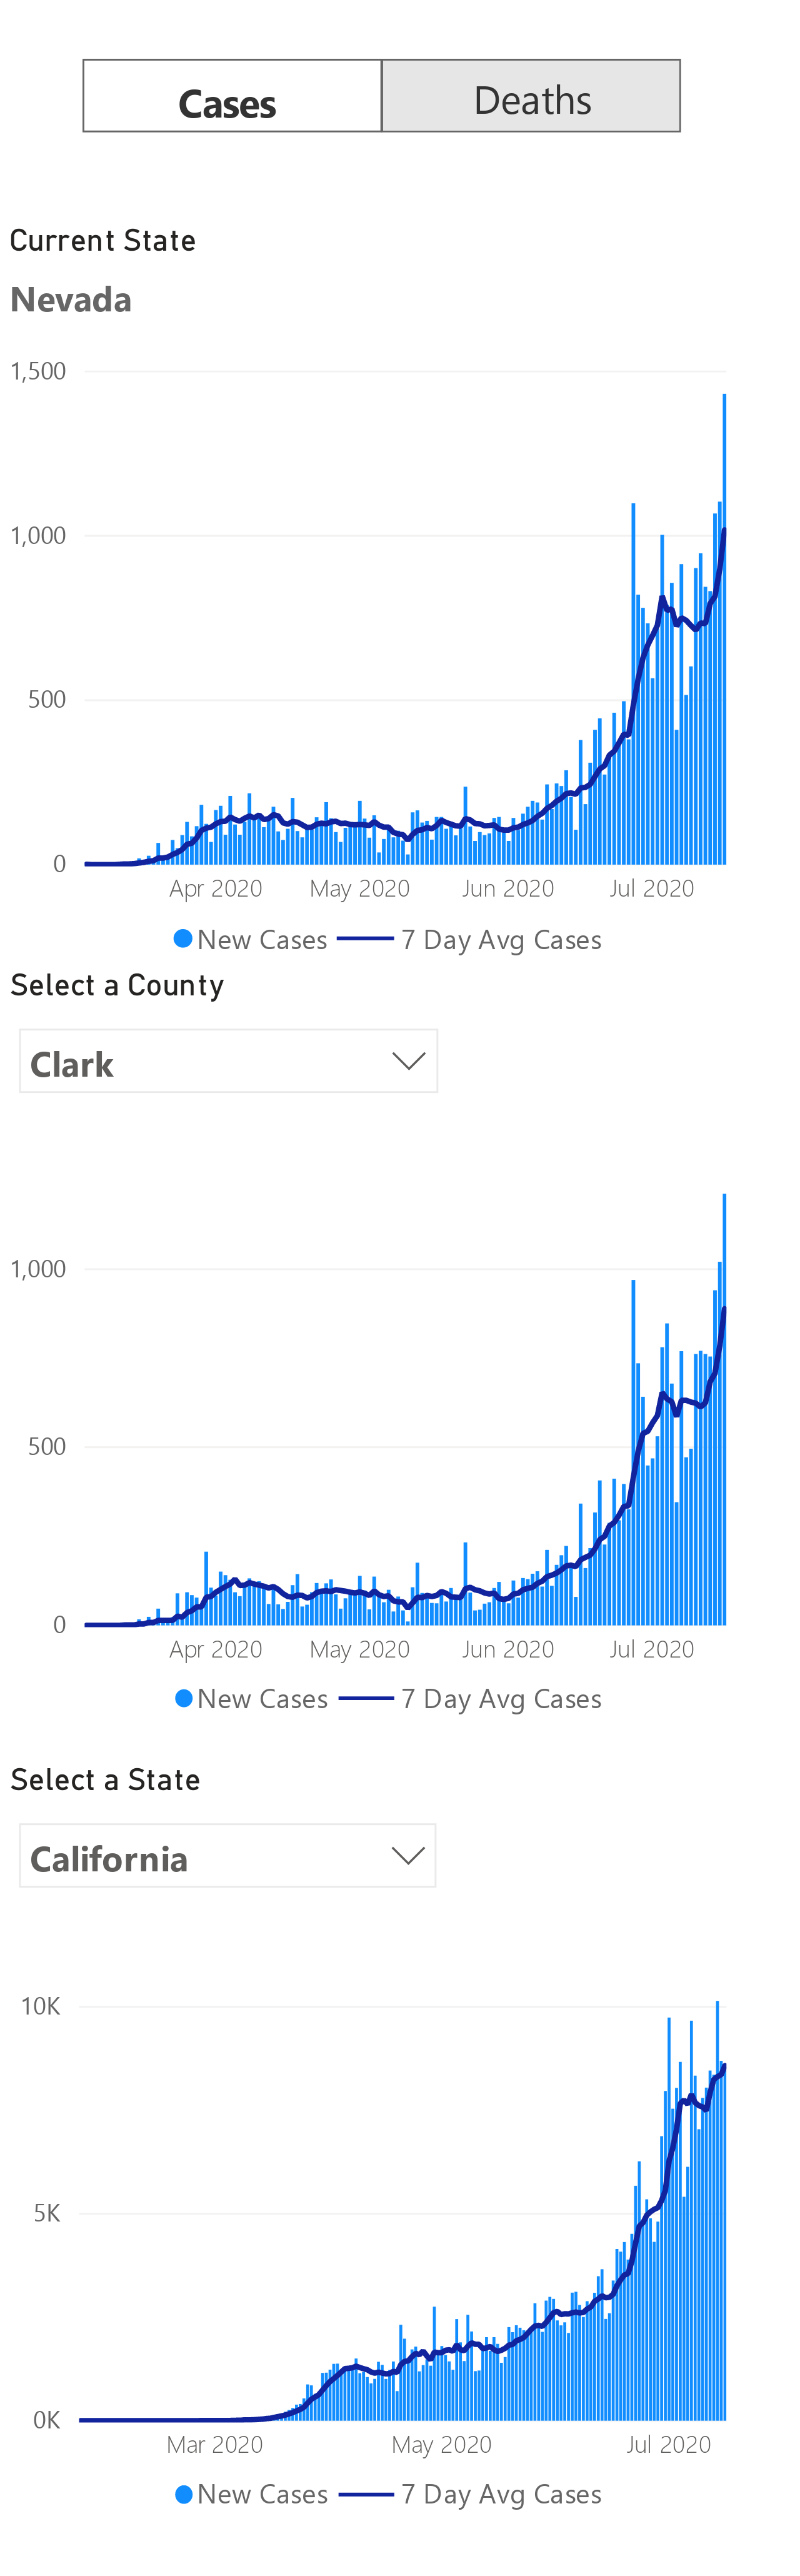 Cases Deaths
Current State
Nevada
1,500
1,000
500
0
Apr 2020 May 2020 Jun 2020 Jul 2020
New Cases 7 Day Avg Cases
Select a County
Clark
1,000
500
0
Apr 2020 May 2020 Jun 2020 Jul 2020
New Cases 7 Day Avg Cases
Select a State
California
10K
5K
0K
Mar 2020 May 2020 Jul 2020
New Cases 7 Day Avg Cases